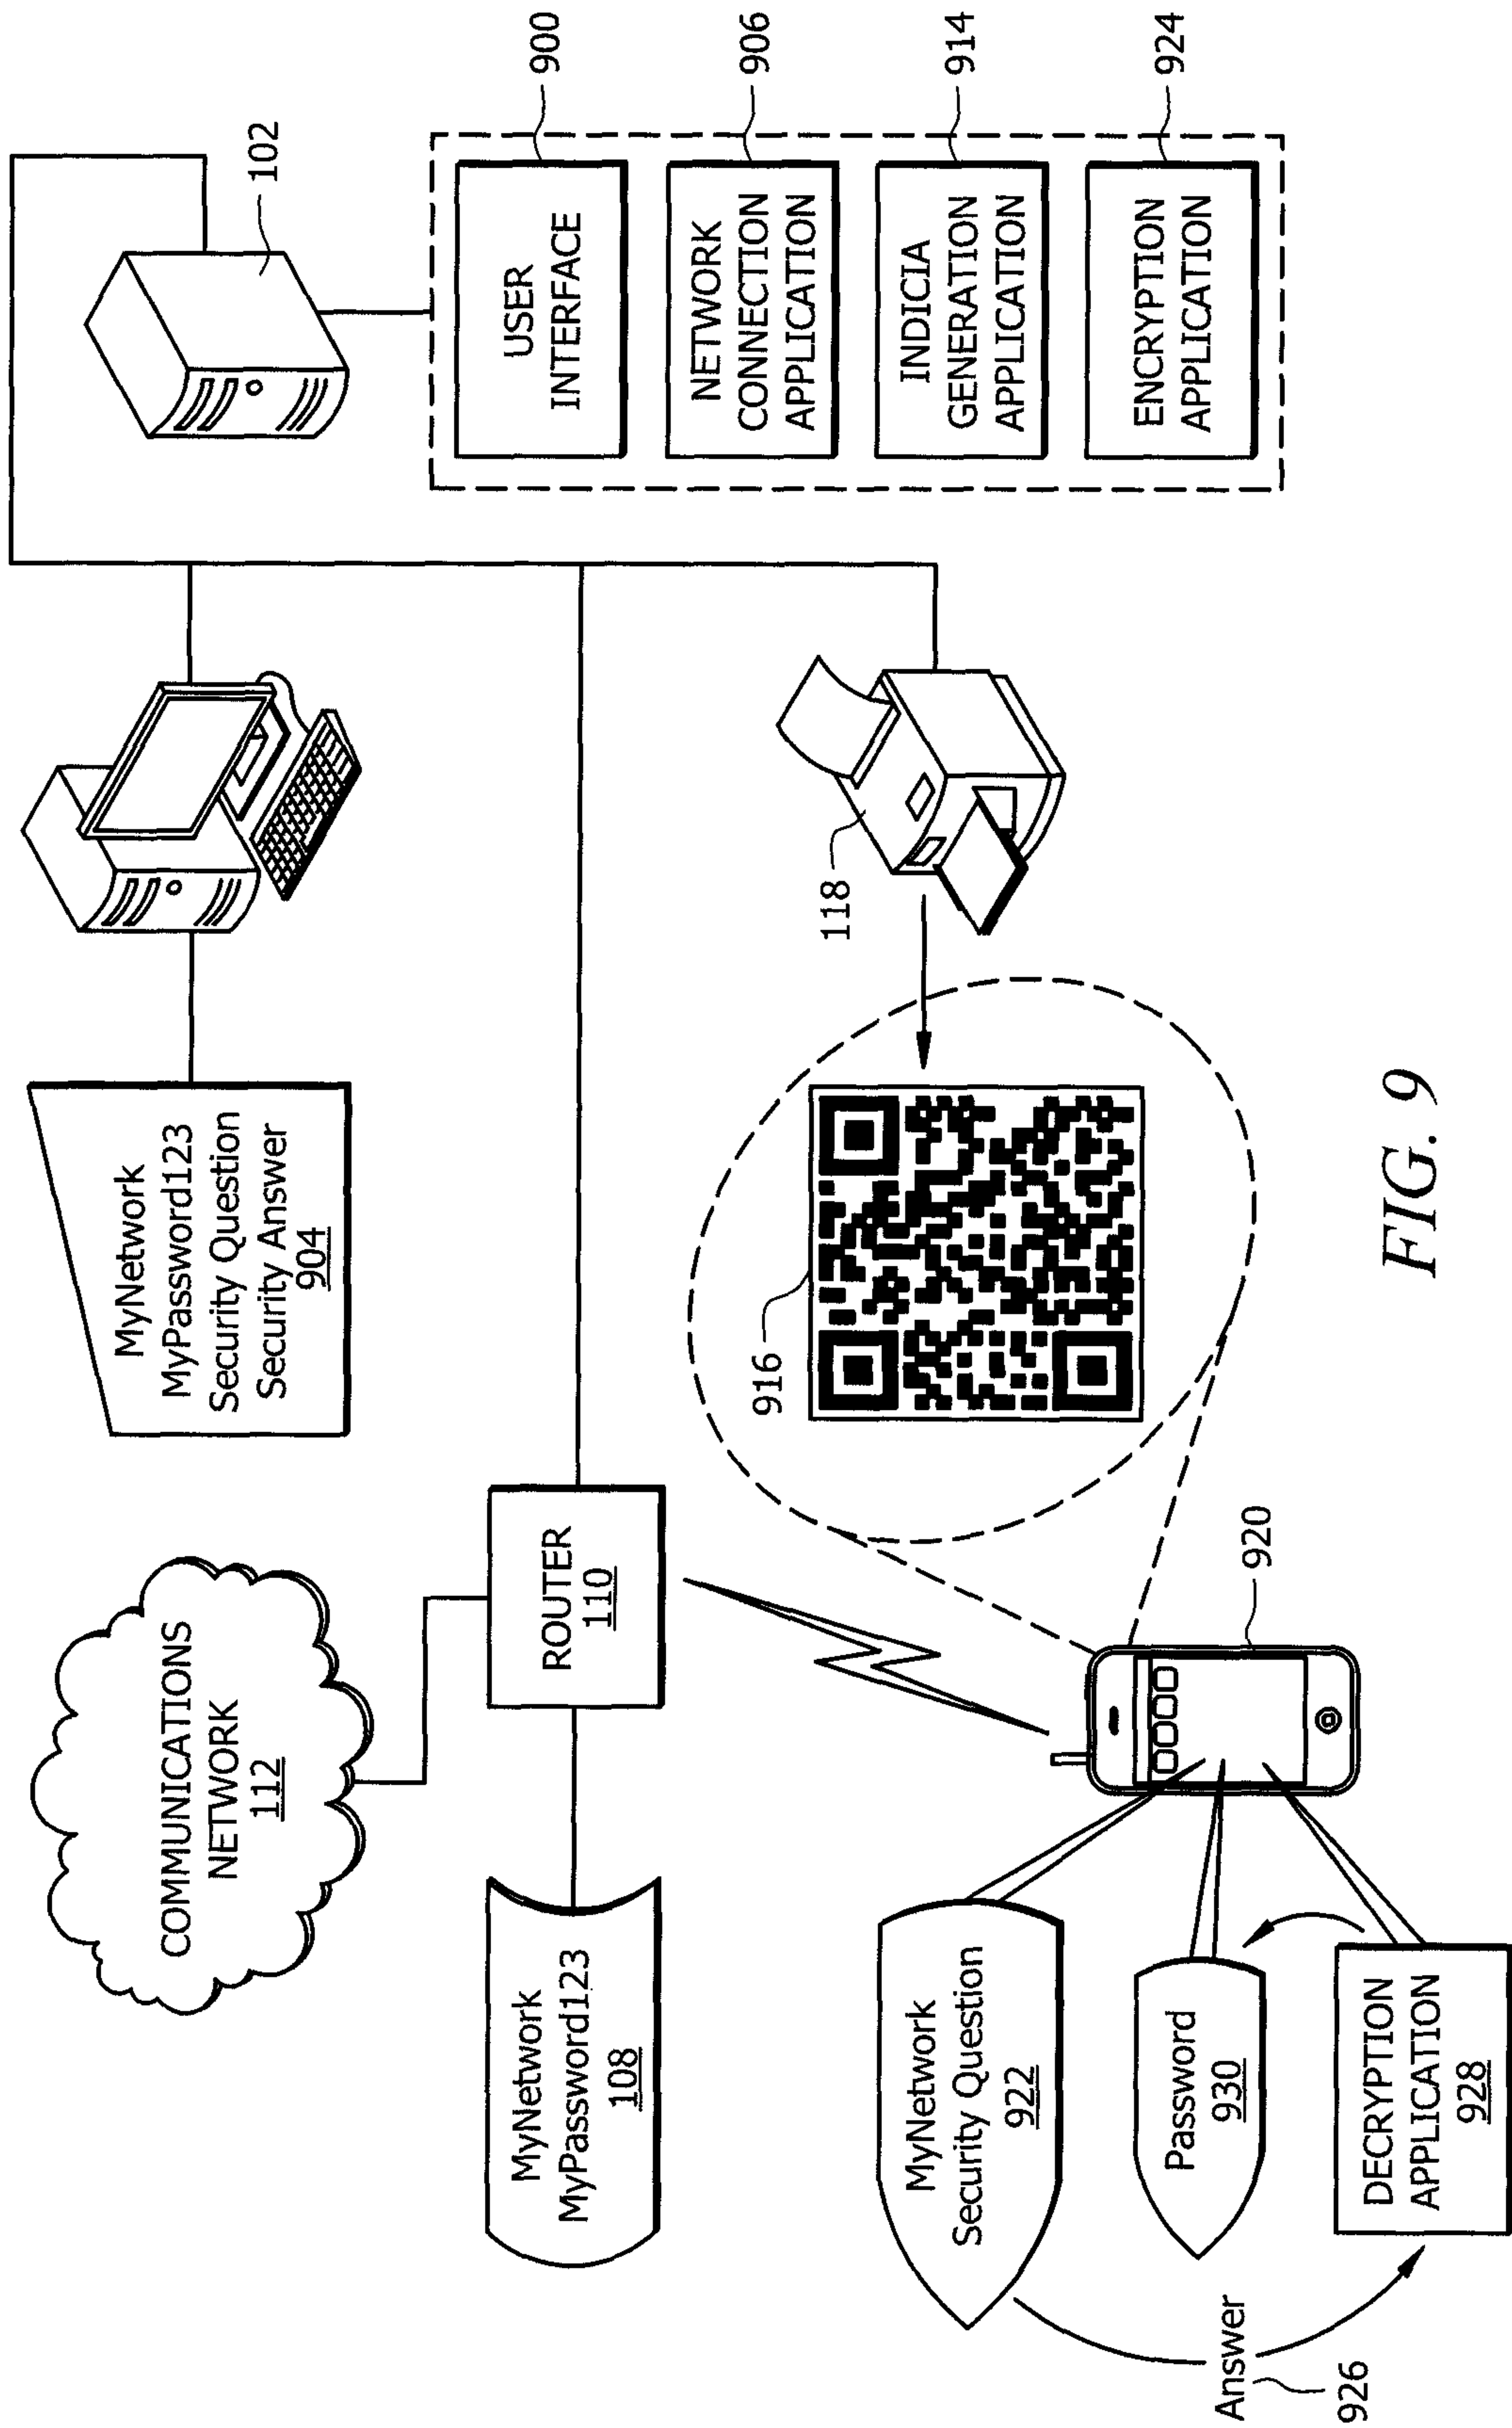 COMMUNICATIONS
NETWORK
112
MyNetwork
MyPassword123
Security Question
Security Answer
904
102
MyNetwork
MyPassword123
108
ROUTER
110
USER
INTERFACE
900
NETWORK
CONNECTION
APPLICATION
906
INDICIA
GENERATION
APPLICATION
914
ENCRYPTION
APPLICATION
924
118
916
MyNetwork
Security Question
922
Password
930
DECRYPTION
APPLICATION
928
Answer
926
920
FIG. 9